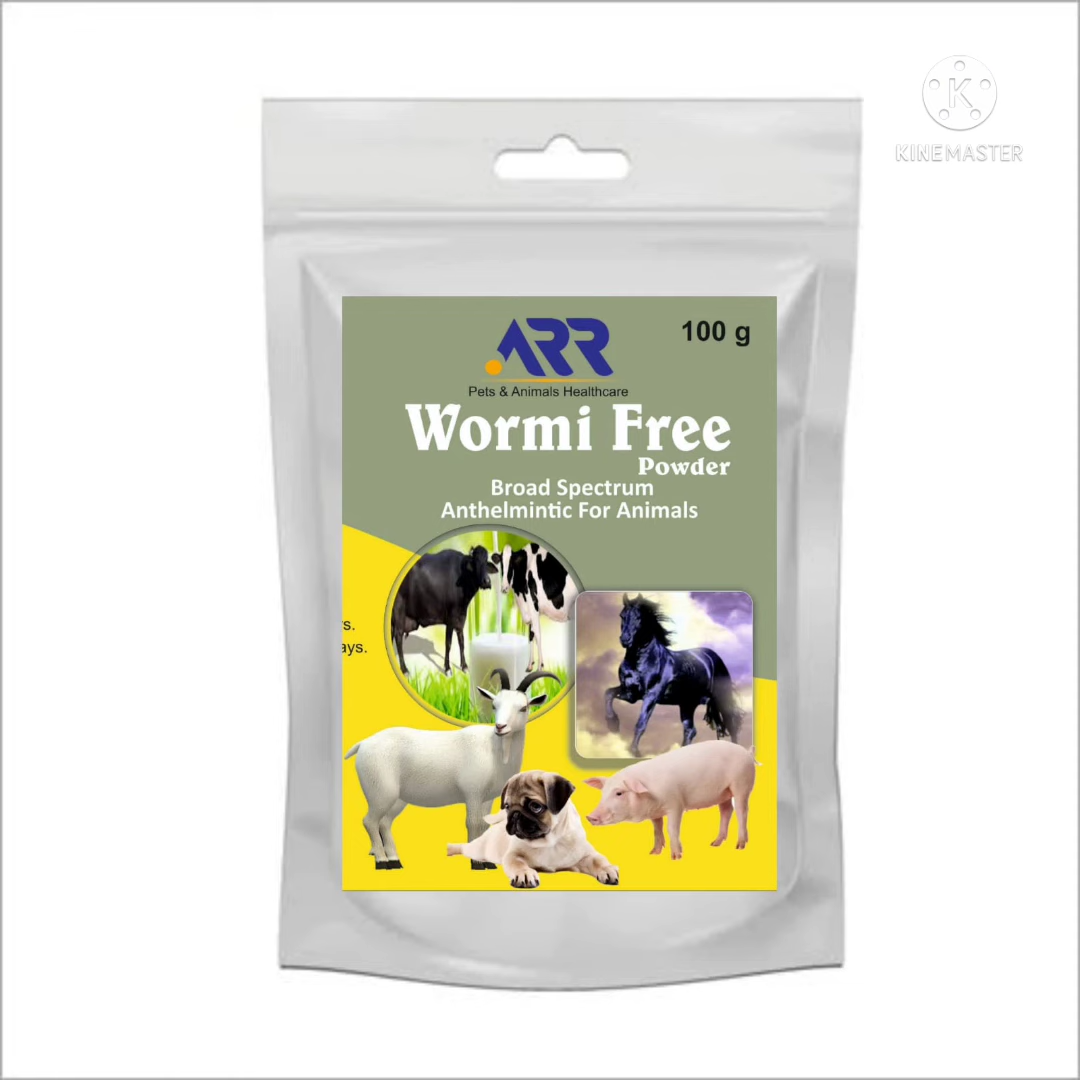 K
KINEMASTER
ARR
100 g
Pets & Animals Healthcare
Wormi Free
Powder
Broad Spectrum
Anthelmintic For Animals
s.
ays.